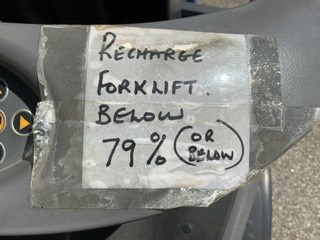 RECHARGE
FORKLIFT.
BELOW
79% (OR BELOW)